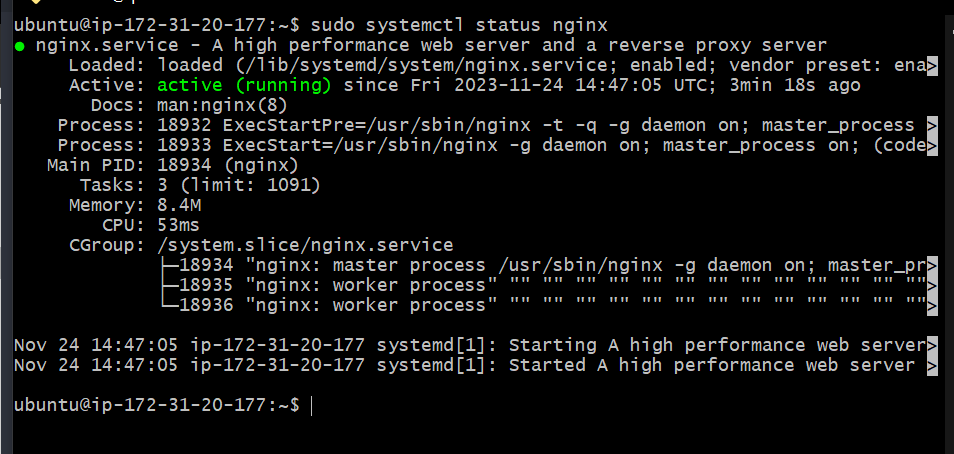 ubuntu@ip-172-31-20-177:~$ sudo systemctl status nginx
● nginx.service - A high performance web server and a reverse proxy server
     Loaded: loaded (/lib/systemd/system/nginx.service; enabled; vendor preset: ena>
     Active: active (running) since Fri 2023-11-24 14:47:05 UTC; 3min 18s ago
       Docs: man:nginx(8)
    Process: 18932 ExecStartPre=/usr/sbin/nginx -t -q -g daemon on; master_process >
    Process: 18933 ExecStart=/usr/sbin/nginx -g daemon on; master_process on; (code>
   Main PID: 18934 (nginx)
      Tasks: 3 (limit: 1091)
     Memory: 8.4M
        CPU: 53ms
     CGroup: /system.slice/nginx.service
             ├─18934 "nginx: master process /usr/sbin/nginx -g daemon on; master_pr>
             ├─18935 "nginx: worker process" "" "" "" "" "" "" "" "" "" "" "" "" "">
             └─18936 "nginx: worker process" "" "" "" "" "" "" "" "" "" "" "" "" "">
Nov 24 14:47:05 ip-172-31-20-177 systemd[1]: Starting A high performance web server>
Nov 24 14:47:05 ip-172-31-20-177 systemd[1]: Started A high performance web server >
ubuntu@ip-172-31-20-177:~$